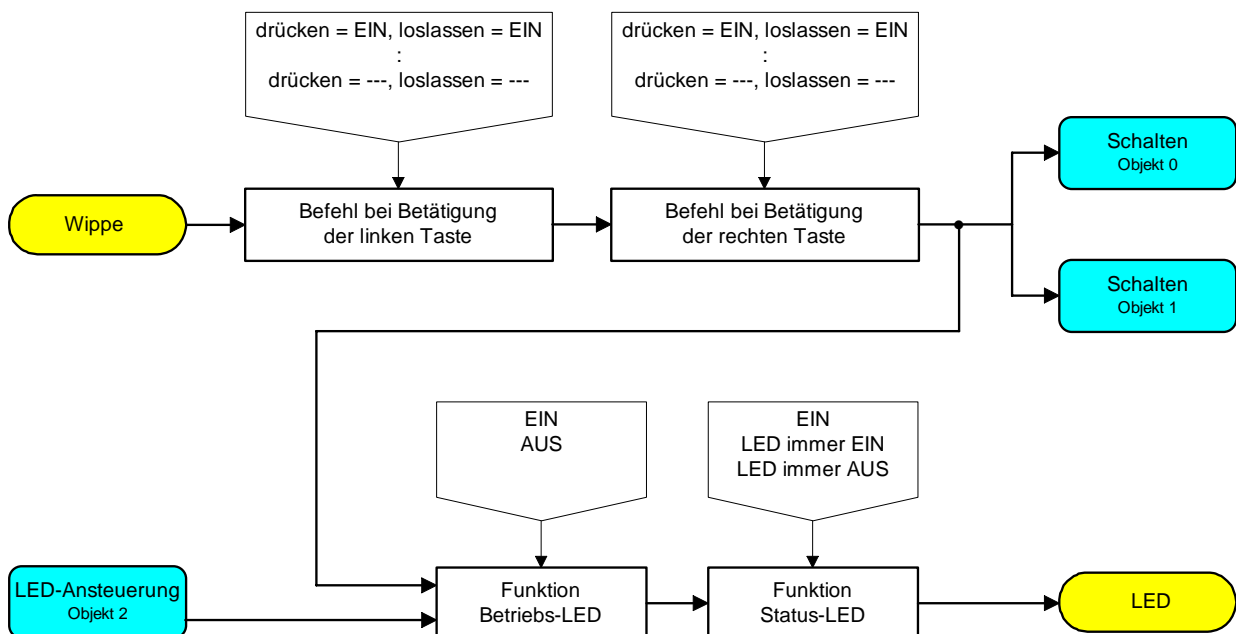 drücken = EIN, loslassen = EIN
:
drücken = ---, loslassen = ---
drücken = EIN, loslassen = EIN
:
drücken = ---, loslassen = ---
Wippe
Befehl bei Betätigung
der linken Taste
Befehl bei Betätigung
der rechten Taste
Schalten
Objekt 0
Schalten
Objekt 1
EIN
AUS
EIN
LED immer EIN
LED immer AUS
LED-Ansteuerung
Objekt 2
Funktion
Betriebs-LED
Funktion
Status-LED
LED